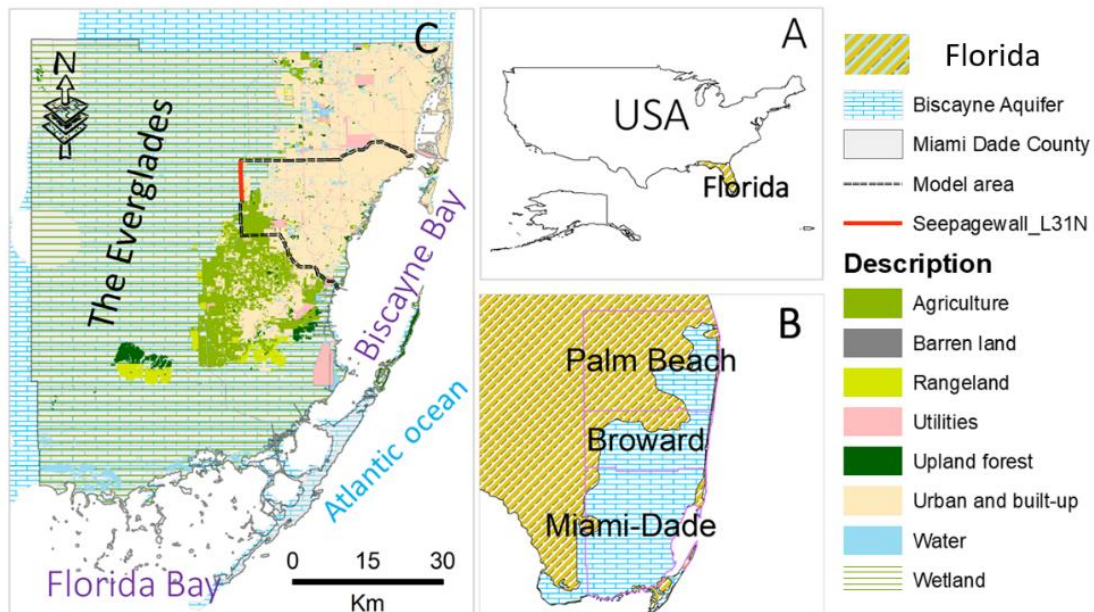 C
N
The Everglades
Biscayne Bay
Atlantic ocean
Florida Bay
0 15 30
Km
A
USA
Florida
B
Palm Beach
Broward
Miami-Dade
Florida
Biscayne Aquifer
Miami Dade County
Model area
Seepagewall_L31N
Description
Agriculture
Barren land
Rangeland
Utilities
Upland forest
Urban and built-up
Water
Wetland